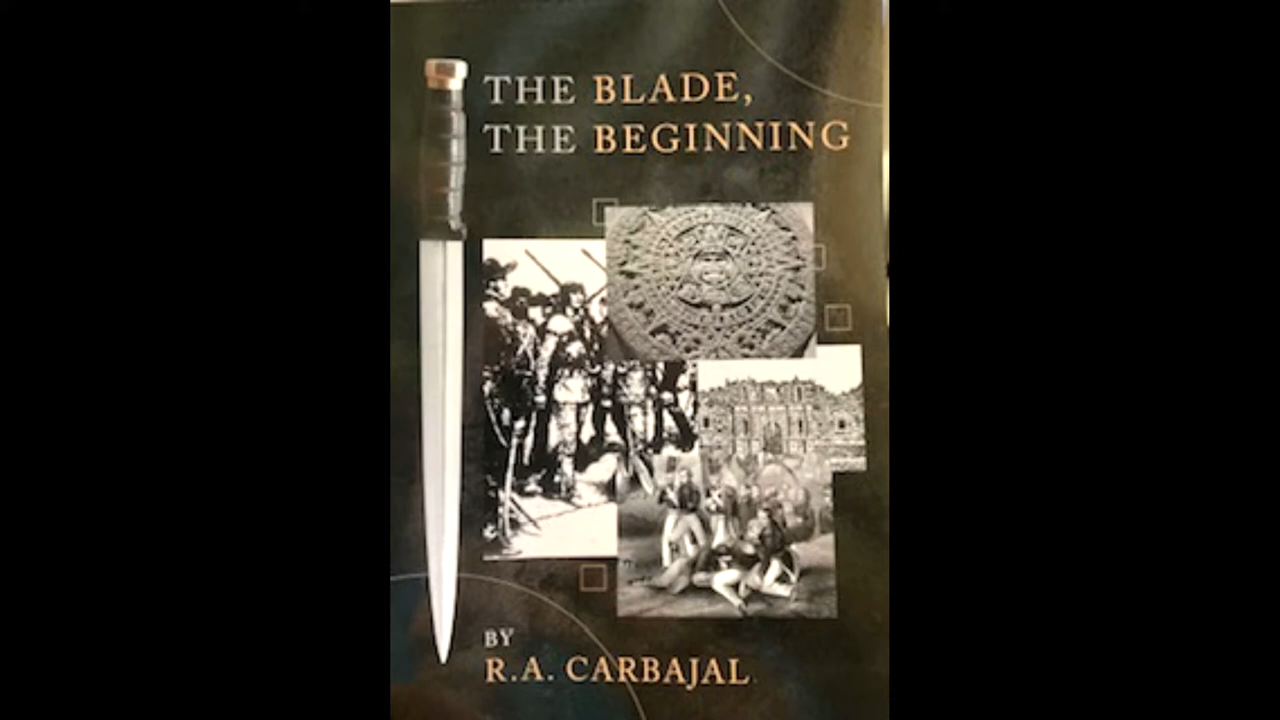 THE BLADE,
THE BEGINNING
BY
R.A. CARBAJAL